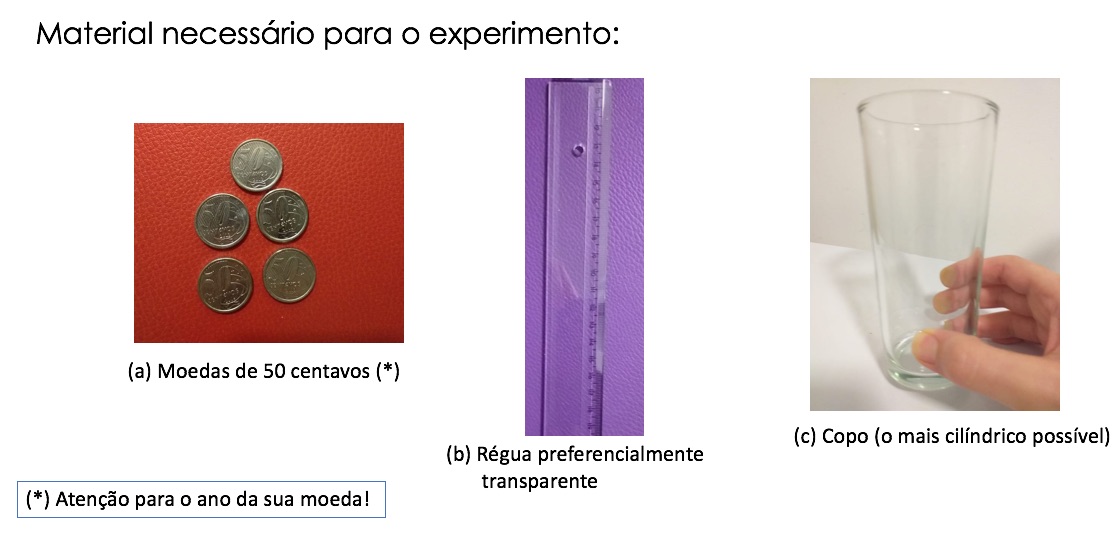 Material necessário para o experimento:
(a) Moedas de 50 centavos (*)
(b) Régua preferencialmente
transparente
(c) Copo (o mais cilíndrico possível)
(*) Atenção para o ano da sua moeda!